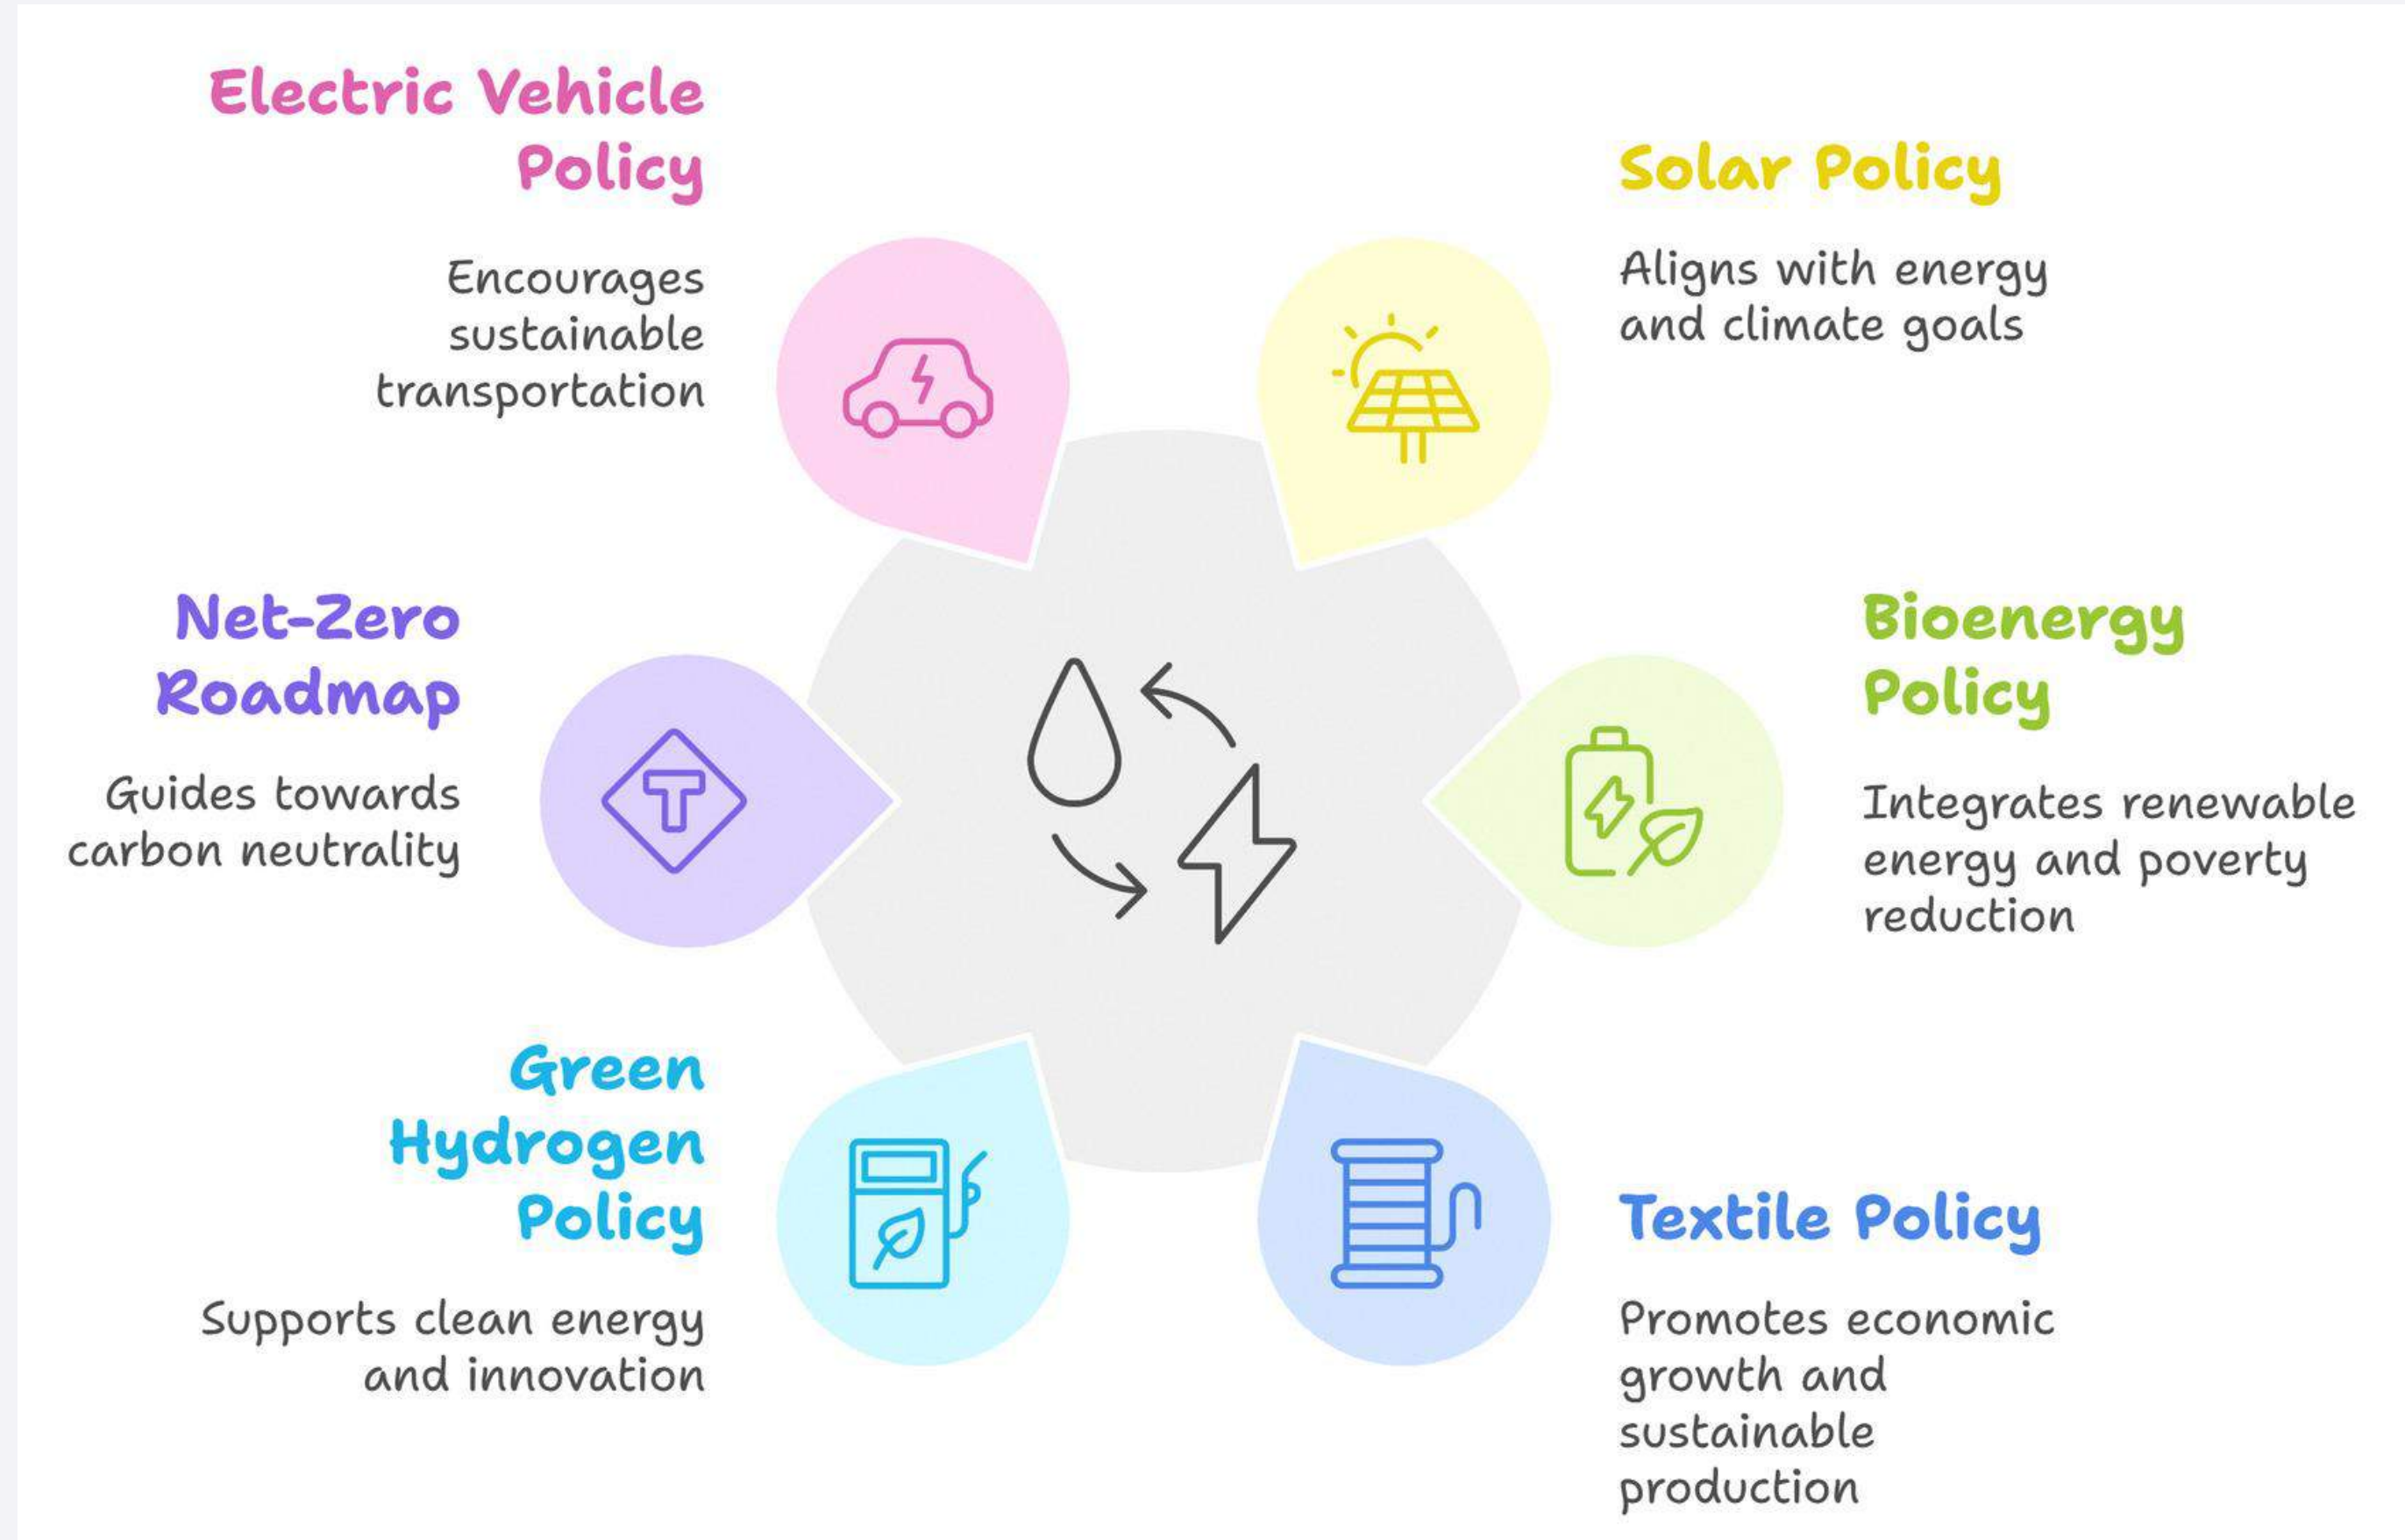 Electric Vehicle
Policy
Encourages
sustainable
transportation
Solar Policy
Aligns with energy
and climate goals
Net-Zero
Roadmap
Guides towards
carbon neutrality
T
Bioenergy
Policy
Integrates renewable
energy and poverty
reduction
Green
Hydrogen
Policy
Supports clean energy
and innovation
Textile Policy
Promotes economic
growth and
sustainable
production